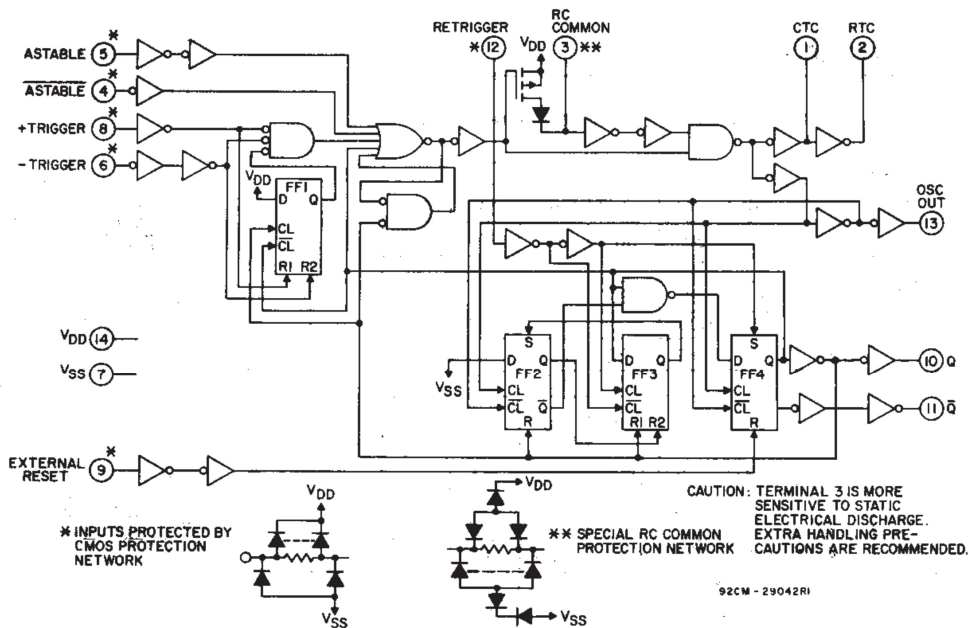 RETRIGGER
*12
RC
COMMON
3 **
VDD
CTC
1
RTC
2
ASTABLE 5 *
ASTABLE 4 *
+TRIGGER 8 *
-TRIGGER 6 *
VDD
FF1
D Q
CL
CL
R1 R2
OSC
OUT
13
VDD 14
VSS 7
VSS
S
D Q
FF2
CL
CL Q
R
D Q
FF3
CL
CL
R1 R2
S
D Q
FF4
CL
CL
R
10 Q
11 Q
EXTERNAL
RESET
9 *
* INPUTS PROTECTED BY
CMOS PROTECTION
NETWORK
VDD
VSS
VDD
VSS
** SPECIAL RC COMMON
PROTECTION NETWORK
CAUTION: TERMINAL 3 IS MORE
SENSITIVE TO STATIC
ELECTRICAL DISCHARGE.
EXTRA HANDLING PRE-
CAUTIONS ARE RECOMMENDED.
92CM-29042R1